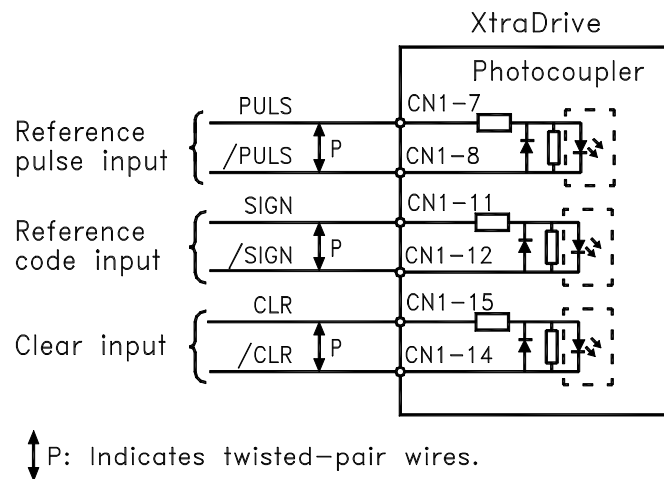 XtraDrive
Photocoupler
Reference
pulse input
PULS
/PULS
P
CN1-7
CN1-8
Reference
code input
SIGN
/SIGN
P
CN1-11
CN1-12
Clear input
CLR
/CLR
P
CN1-15
CN1-14
P: Indicates twisted-pair wires.